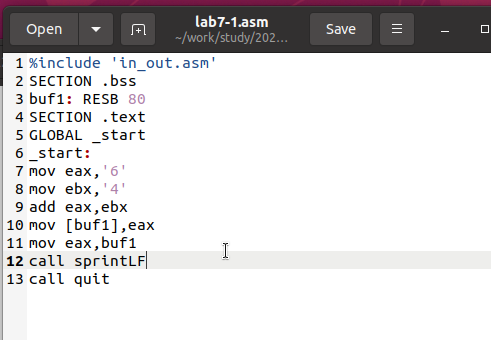 Open
lab7-1.asm
~/work/study/202...
Save
1 %include 'in_out.asm'
2 SECTION .bss
3 buf1: RESB 80
4 SECTION .text
5 GLOBAL _start
6 _start:
7 mov eax,'6'
8 mov ebx,'4'
9 add eax,ebx
10 mov [buf1],eax
11 mov eax,buf1
12 call sprintLF
13 call quit